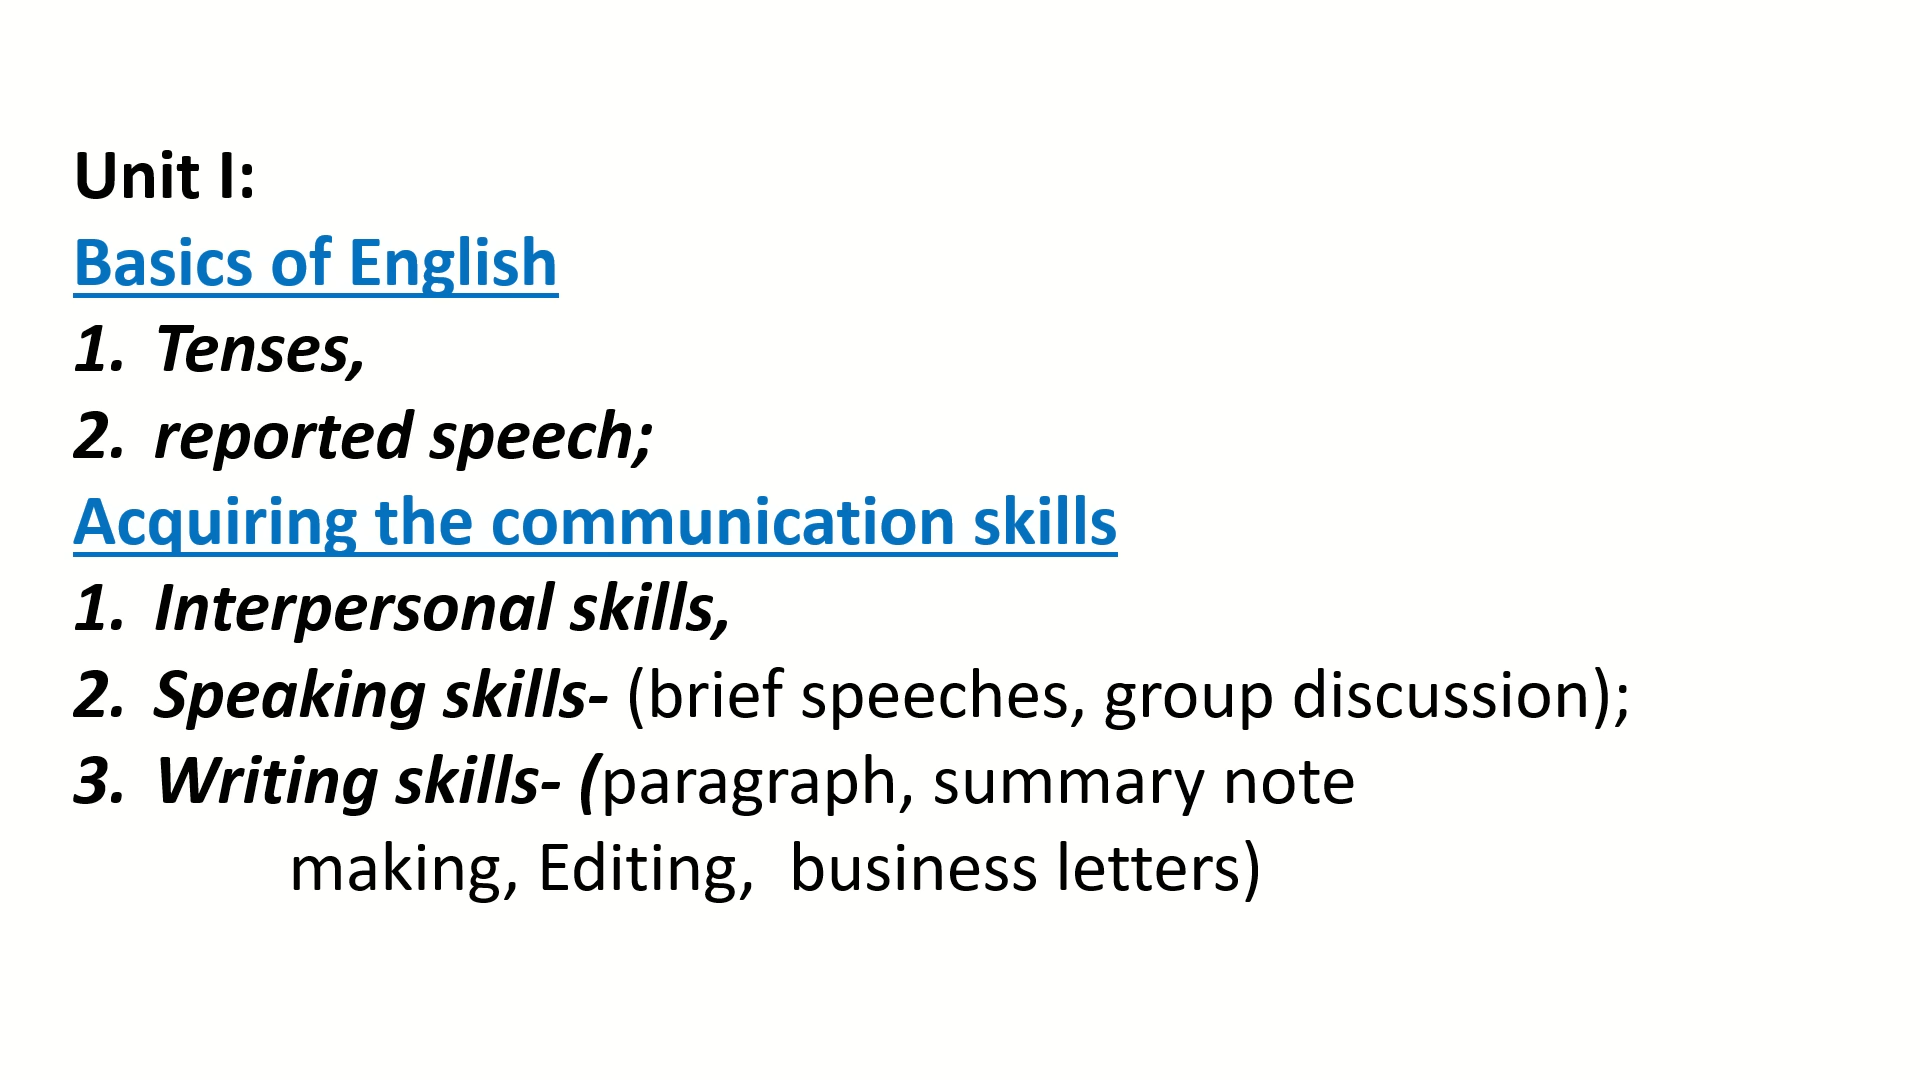 Unit I:
Basics of English
1. Tenses,
2. reported speech;
Acquiring the communication skills
1. Interpersonal skills,
2. Speaking skills- (brief speeches, group discussion);
3. Writing skills- (paragraph, summary note
making, Editing,  business letters)